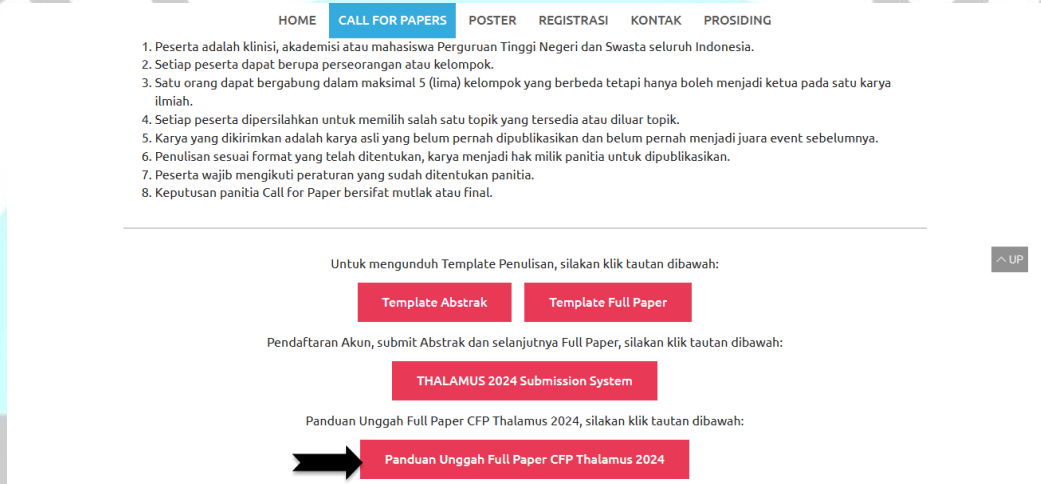 HOME CALL FOR PAPERS POSTER REGISTRASI KONTAK PROSIDING
1. Peserta adalah klinisi, akademisi atau mahasiswa Perguruan Tinggi Negeri dan Swasta seluruh Indonesia.
2. Setiap peserta dapat berupa perseorangan atau kelompok.
3. Satu orang dapat bergabung dalam maksimal 5 (lima) kelompok yang berbeda tetapi hanya boleh menjadi ketua pada satu karya
ilmiah.
4. Setiap peserta dipersilahkan untuk memilih salah satu topik yang tersedia atau diluar topik.
5. Karya yang dikirimkan adalah karya asli yang belum pernah dipublikasikan dan belum pernah menjadi juara event sebelumnya.
6. Penulisan sesuai format yang telah ditentukan, karya menjadi hak milik panitia untuk dipublikasikan.
7. Peserta wajib mengikuti peraturan yang sudah ditentukan panitia.
8. Keputusan panitia Call for Paper bersifat mutlak atau final.
UP
Untuk mengunduh Template Penulisan, silakan klik tautan dibawah:
Template Abstrak Template Full Paper
Pendaftaran Akun, submit Abstrak dan selanjutnya Full Paper, silakan klik tautan dibawah:
THALAMUS 2024 Submission System
Panduan Unggah Full Paper CFP Thalamus 2024, silakan klik tautan dibawah:
Panduan Unggah Full Paper CFP Thalamus 2024